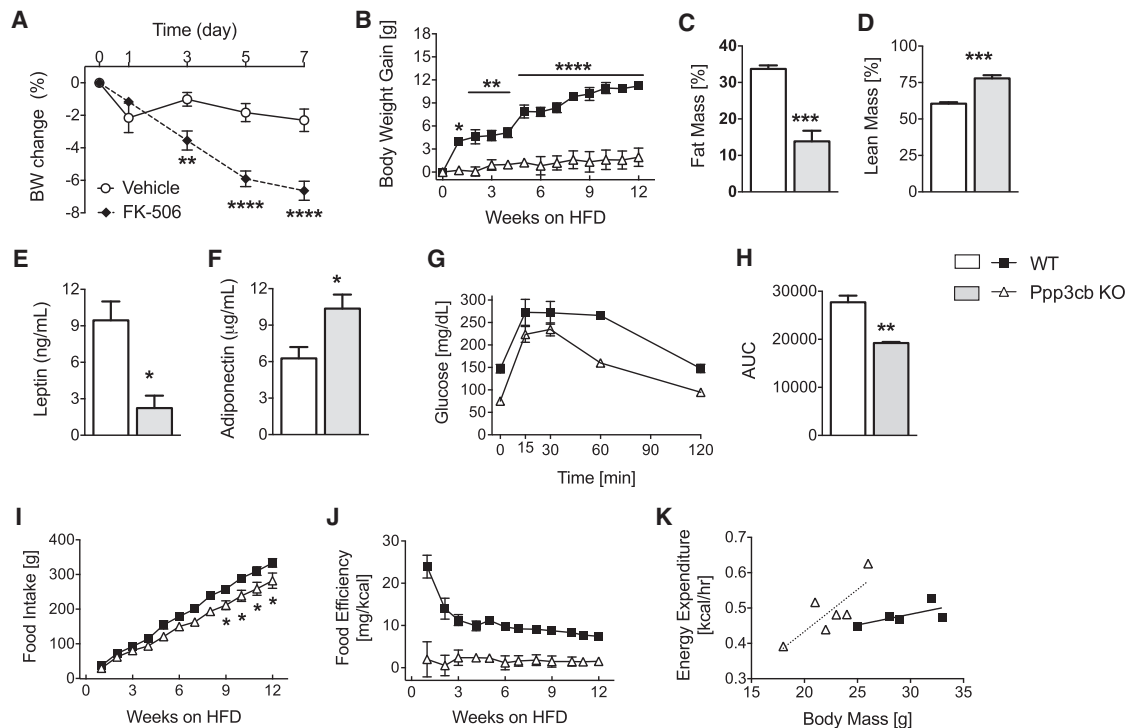 A
Time (day)
0 1 3 5 7
BW change (%)
0
-2
-4
-6
-8
**
****
****
Vehicle
FK-506
B
Body Weight Gain [g]
18
12
9
6
3
0
*
**
****
3 6 9 12
Weeks on HFD
C
Fat Mass [%]
40
30
20
10
0
***
D
Lean Mass [%]
100
75
50
25
0
***
E
Leptin (ng/mL)
12
9
6
3
0
*
F
Adiponectin (µg/mL)
12
9
6
3
0
*
G
Glucose [mg/dL]
300
250
200
150
100
50
0
0 15 30 60 90 120
Time [min]
H
AUC
30000
20000
10000
0
**
WT
Ppp3cb KO
I
Food Intake [g]
400
300
200
100
0
* * * *
0 3 6 9 12
Weeks on HFD
J
Food Efficiency
[mg/kcal]
30
20
10
0
0 3 6 9 12
Weeks on HFD
K
Energy Expenditure
[kcal/hr]
0.7
0.6
0.5
0.4
0.3
15 20 25 30 35
Body Mass [g]